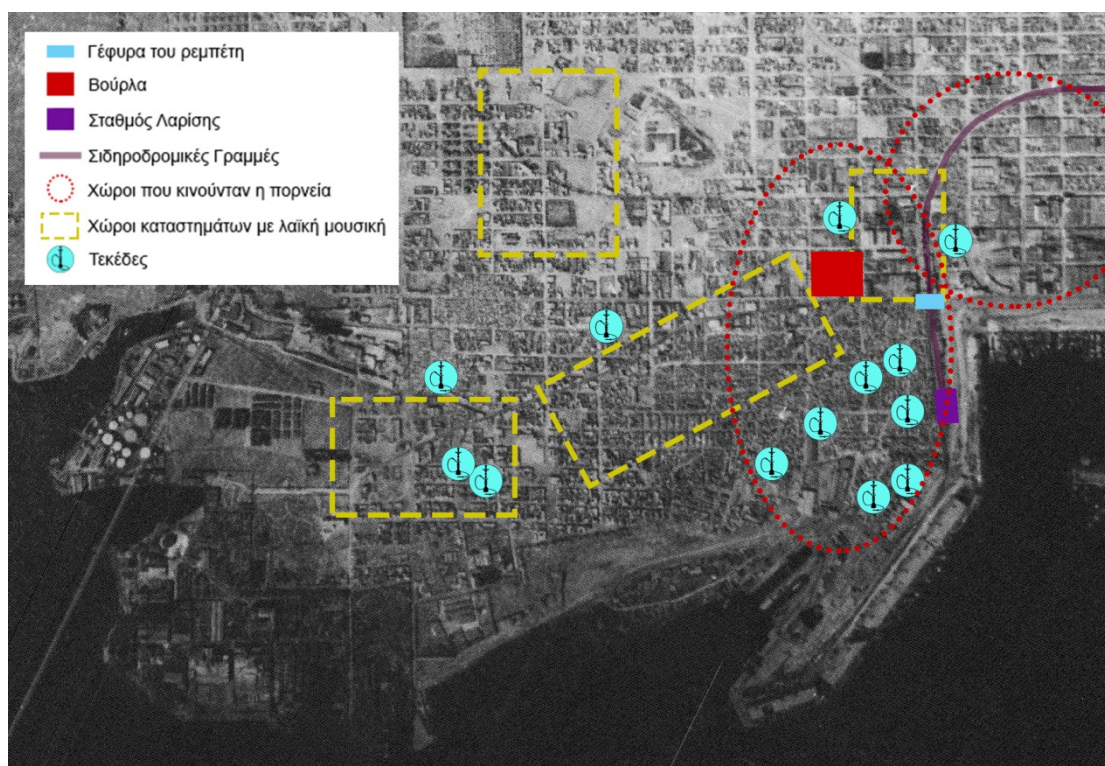 Γέφυρα του ρεμπέτη
Βούρλα
Σταθμός Λαρίσης
Σιδηροδρομικές Γραμμές
Χώροι που κινούνταν η πορνεία
Χώροι καταστημάτων με λαϊκή μουσική
Τεκέδες